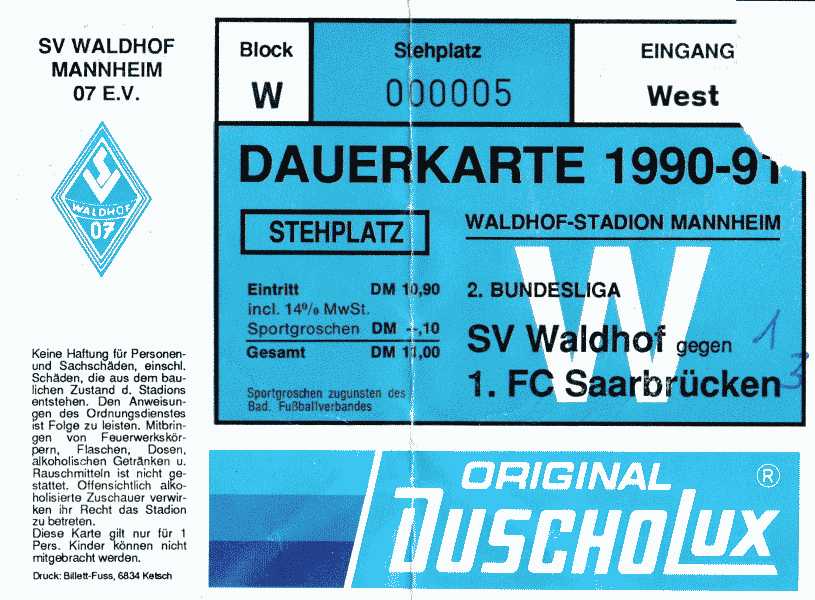 SV WALDHOF
MANNHEIM
07 E.V.
SV
WALDHOF
07
Keine Haftung für Personen-
und Sachschäden, einschl.
Schäden, die aus dem bau-
lichen Zustand d. Stadions
entstehen. Den Anweisun-
gen des Ordnungsdienstes
ist Folge zu leisten. Mitbrin-
gen von Feuerwerkskör-
pern, Flaschen, Dosen,
alkoholischen Getränken u.
Rauschmitteln ist nicht ge-
stattet. Offensichtlich alko-
holisierte Zuschauer verwir-
ken ihr Recht das Stadion
zu betreten.
Diese Karte gilt nur für 1
Pers. Kinder können nicht
mitgebracht werden.
Druck: Billett-Fuss, 6834 Ketsch
Block
W
Stehplatz
000005
EINGANG
West
DAUERKARTE 1990-91
STEHPLATZ
WALDHOF-STADION MANNHEIM
W
Eintritt DM 10,90
incl. 14% MwSt.
Sportgroschen DM -,10
Gesamt DM 11,00
Sportgroschen zugunsten des
Bad. Fußballverbandes
2. BUNDESLIGA
SV Waldhof gegen 1
1. FC Saarbrücken 3
ORIGINAL ®
DUSCHOLUX